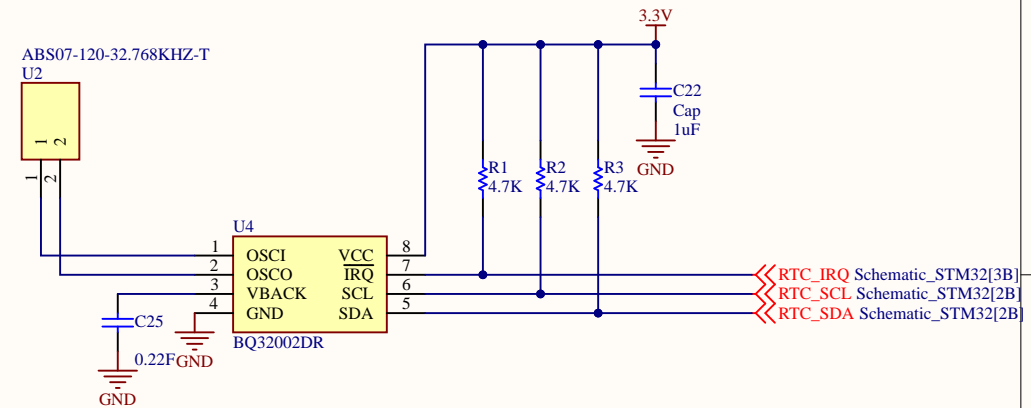 3.3V
ABS07-120-32.768KHZ-T
U2
C22
Cap
1uF
1
2
1
2
GND
R1
4.7K
R2
4.7K
R3
4.7K
U4
1
OSCI
VCC
8
2
OSCO
IRQ
7
RTC_IRQ Schematic_STM32[3B]
3
VBACK
SCL
6
RTC_SCL Schematic_STM32[2B]
4
GND
SDA
5
RTC_SDA Schematic_STM32[2B]
C25
BQ32002DR
0.22F
GND
GND